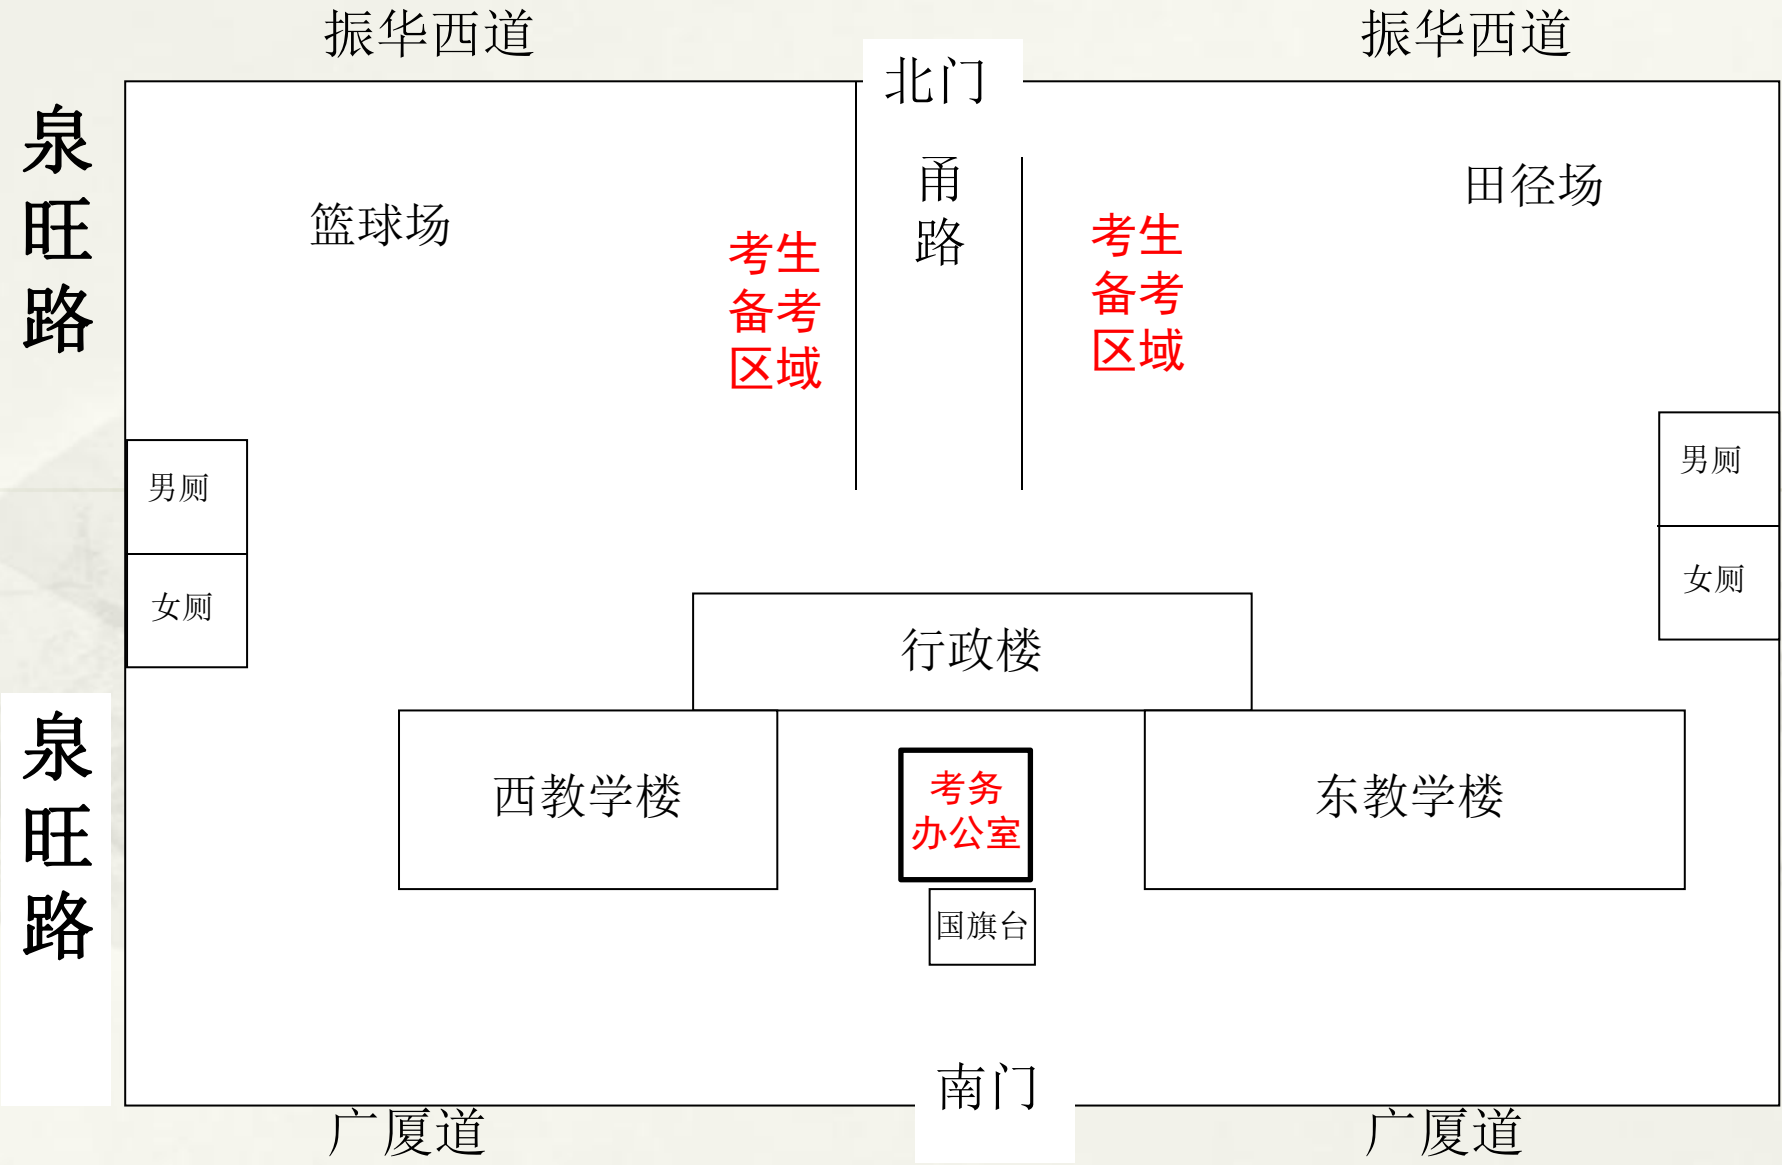 振华西道
振华西道
北门
泉
旺
路
甬
路
篮球场
田径场
考生
备考
区域
考生
备考
区域
男厕
女厕
男厕
女厕
行政楼
泉
旺
路
西教学楼
考务
办公室
东教学楼
国旗台
南门
广厦道
广厦道